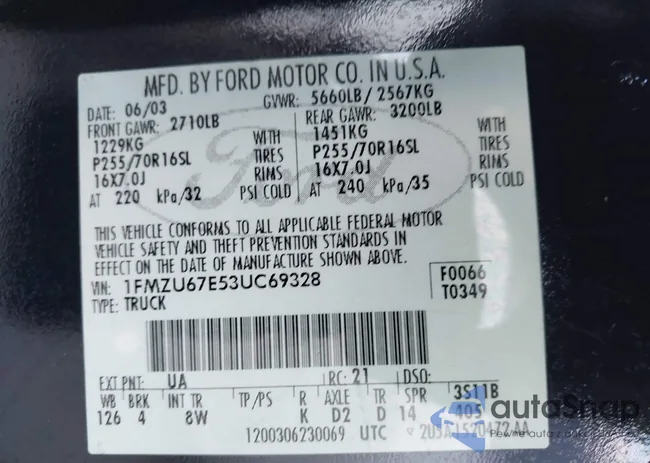 MFD. BY FORD MOTOR CO. IN U.S.A.
DATE: 06/03 GVWR: 5660LB/ 2567KG
FRONT GAWR: 2710LB REAR GAWR: 3200LB
1229KG WITH 1451KG WITH
P255/70R16SL TIRES P255/70R16SL TIRES
16X7.0J RIMS 16X7.0J RIMS
AT 220 kPa/32 PSI COLD AT 240 kPa/35 PSI COLD
Ford
THIS VEHICLE CONFORMS TO ALL APPLICABLE FEDERAL MOTOR
VEHICLE SAFETY AND THEFT PREVENTION STANDARDS IN
EFFECT ON THE DATE OF MANUFACTURE SHOWN ABOVE.
VIN: 1FMZU67E53UC69328 F0066
TYPE: TRUCK T0349
EXT PNT: UA RC: 21 DSO:
WB BRK INT TR TP/PS R AXLE TR SPR 3S11B
126 4 8W K D2 D 14 405
1200306230069 UTC
autoSnap